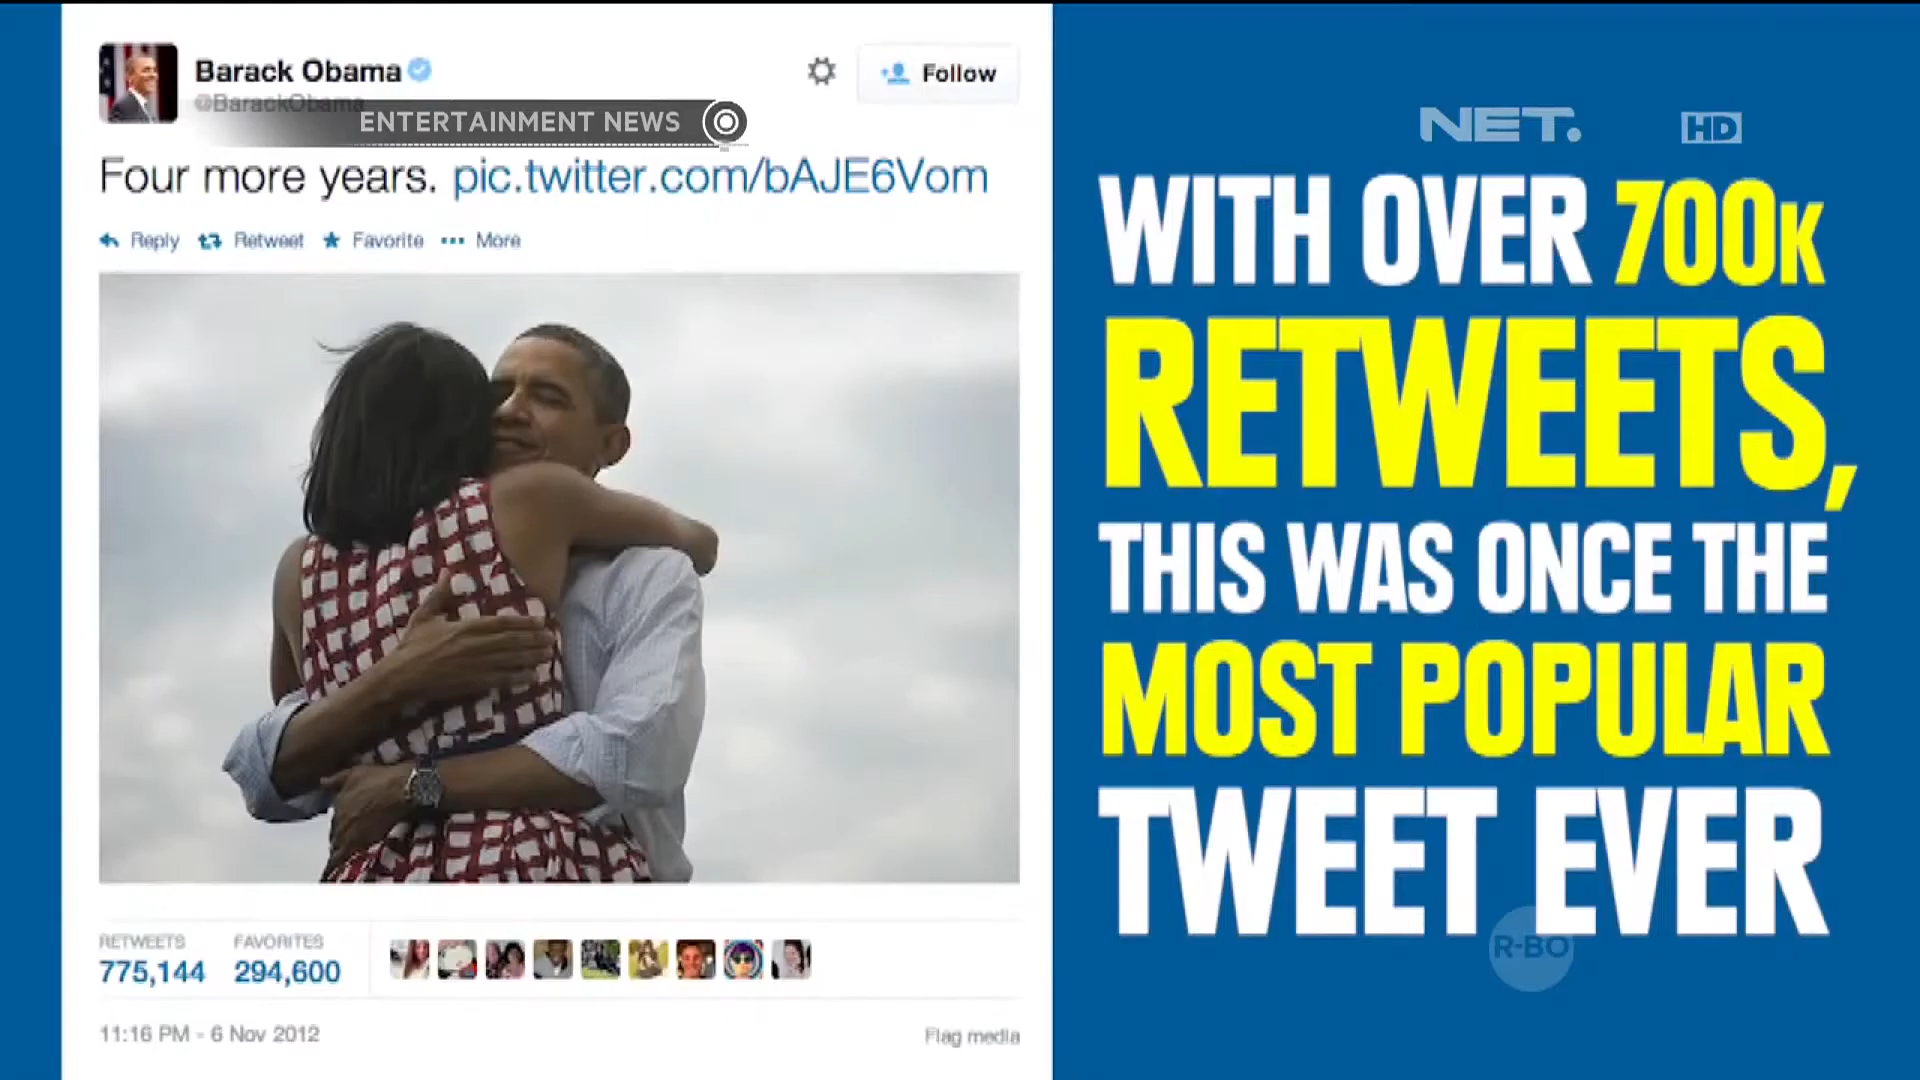 Barack Obama
@BarackObama
Follow
ENTERTAINMENT NEWS
Four more years. pic.twitter.com/bAJE6Vom
Reply Retweet Favorite More
RETWEETS FAVORITES
775,144 294,600
11:16 PM - 6 Nov 2012
Flag media
NET. HD
WITH OVER 700K
RETWEETS,
THIS WAS ONCE THE
MOST POPULAR
TWEET EVER
R-BO